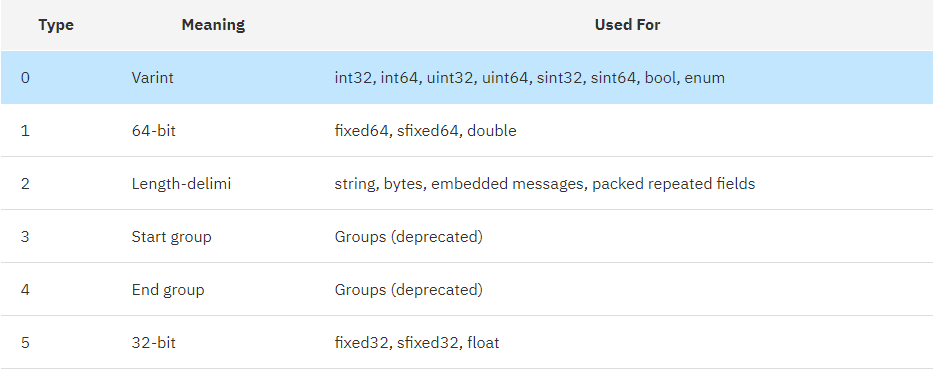 Type Meaning Used For
0 Varint int32, int64, uint32, uint64, sint32, sint64, bool, enum
1 64-bit fixed64, sfixed64, double
2 Length-delimi string, bytes, embedded messages, packed repeated fields
3 Start group Groups (deprecated)
4 End group Groups (deprecated)
5 32-bit fixed32, sfixed32, float